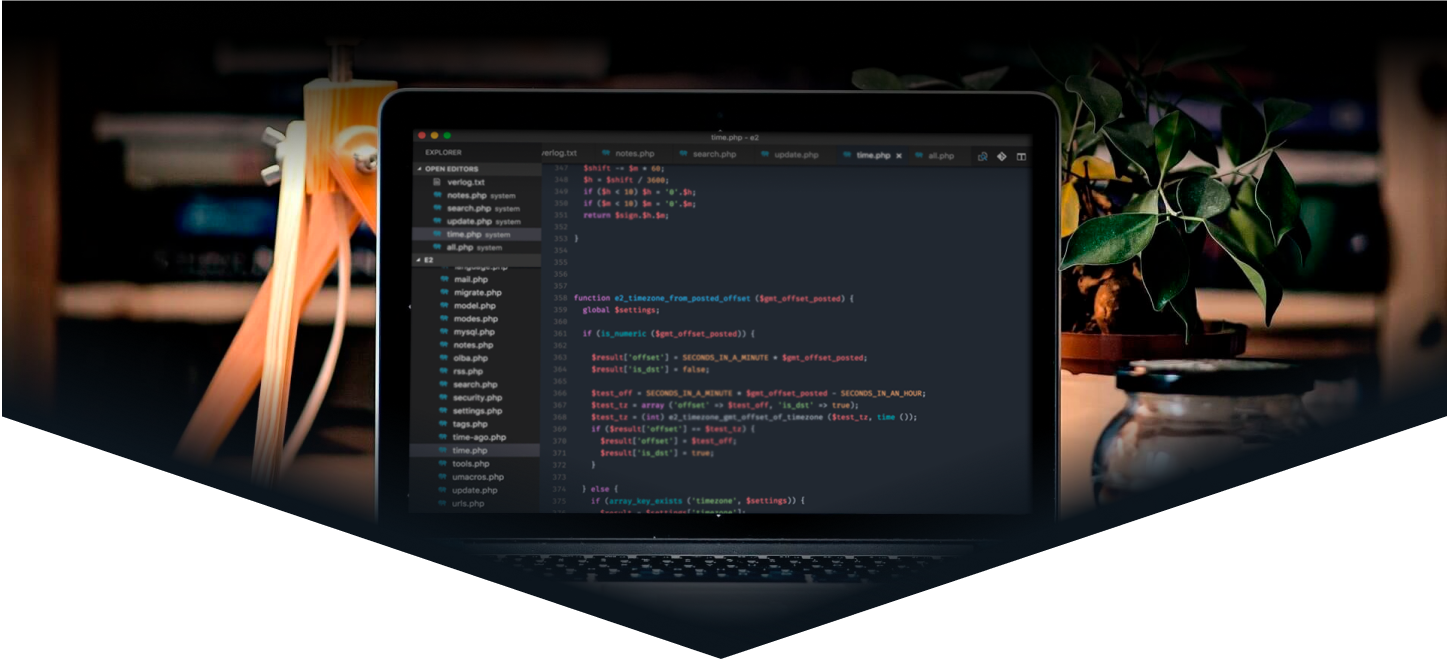 time.php – e2
EXPLORER
verlog.txt notes.php search.php update.php time.php × all.php
OPEN EDITORS
verlog.txt
notes.php system
search.php system
update.php system
time.php system
all.php system
E2
language.php
mail.php
migrate.php
model.php
modes.php
mysql.php
notes.php
olba.php
rss.php
search.php
security.php
settings.php
tags.php
time-ago.php
time.php
tools.php
umacros.php
update.php
urls.php
347 $shift -= $m * 60;
348 $h = $shift / 3600;
349 if ($h < 10) $h = '0'.$h;
350 if ($m < 10) $m = '0'.$m;
351 return $sign.$h.$m;
352
353 }
354
355
356
357
358 function e2_timezone_from_posted_offset ($gmt_offset_posted) {
359 global $settings;
360
361 if (is_numeric ($gmt_offset_posted)) {
362
363 $result['offset'] = SECONDS_IN_A_MINUTE * $gmt_offset_posted;
364 $result['is_dst'] = false;
365
366 $test_off = SECONDS_IN_A_MINUTE * $gmt_offset_posted - SECONDS_IN_AN_HOUR;
367 $test_tz = array ('offset' => $test_off, 'is_dst' => true);
368 $test_tz = (int) e2_timezone_gmt_offset_of_timezone ($test_tz, time ());
369 if ($result['offset'] == $test_tz) {
370 $result['offset'] = $test_off;
371 $result['is_dst'] = true;
372 }
373
374 } else {
375 if (array_key_exists ('timezone', $settings)) {
$result = $settings['timezone'];